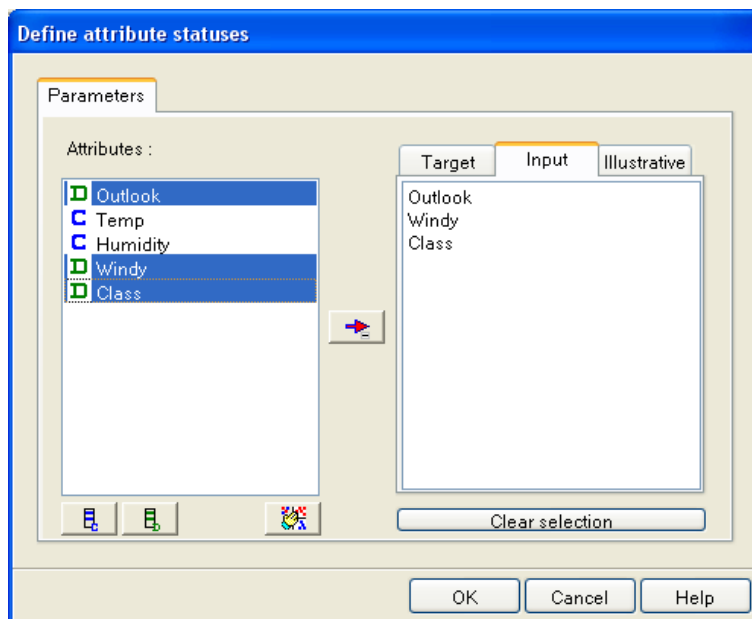 Define attribute statuses
Parameters
Attributes :
D Outlook
C Temp
C Humidity
D Windy
D Class
Target Input Illustrative
Outlook
Windy
Class
C D
Clear selection
OK Cancel Help